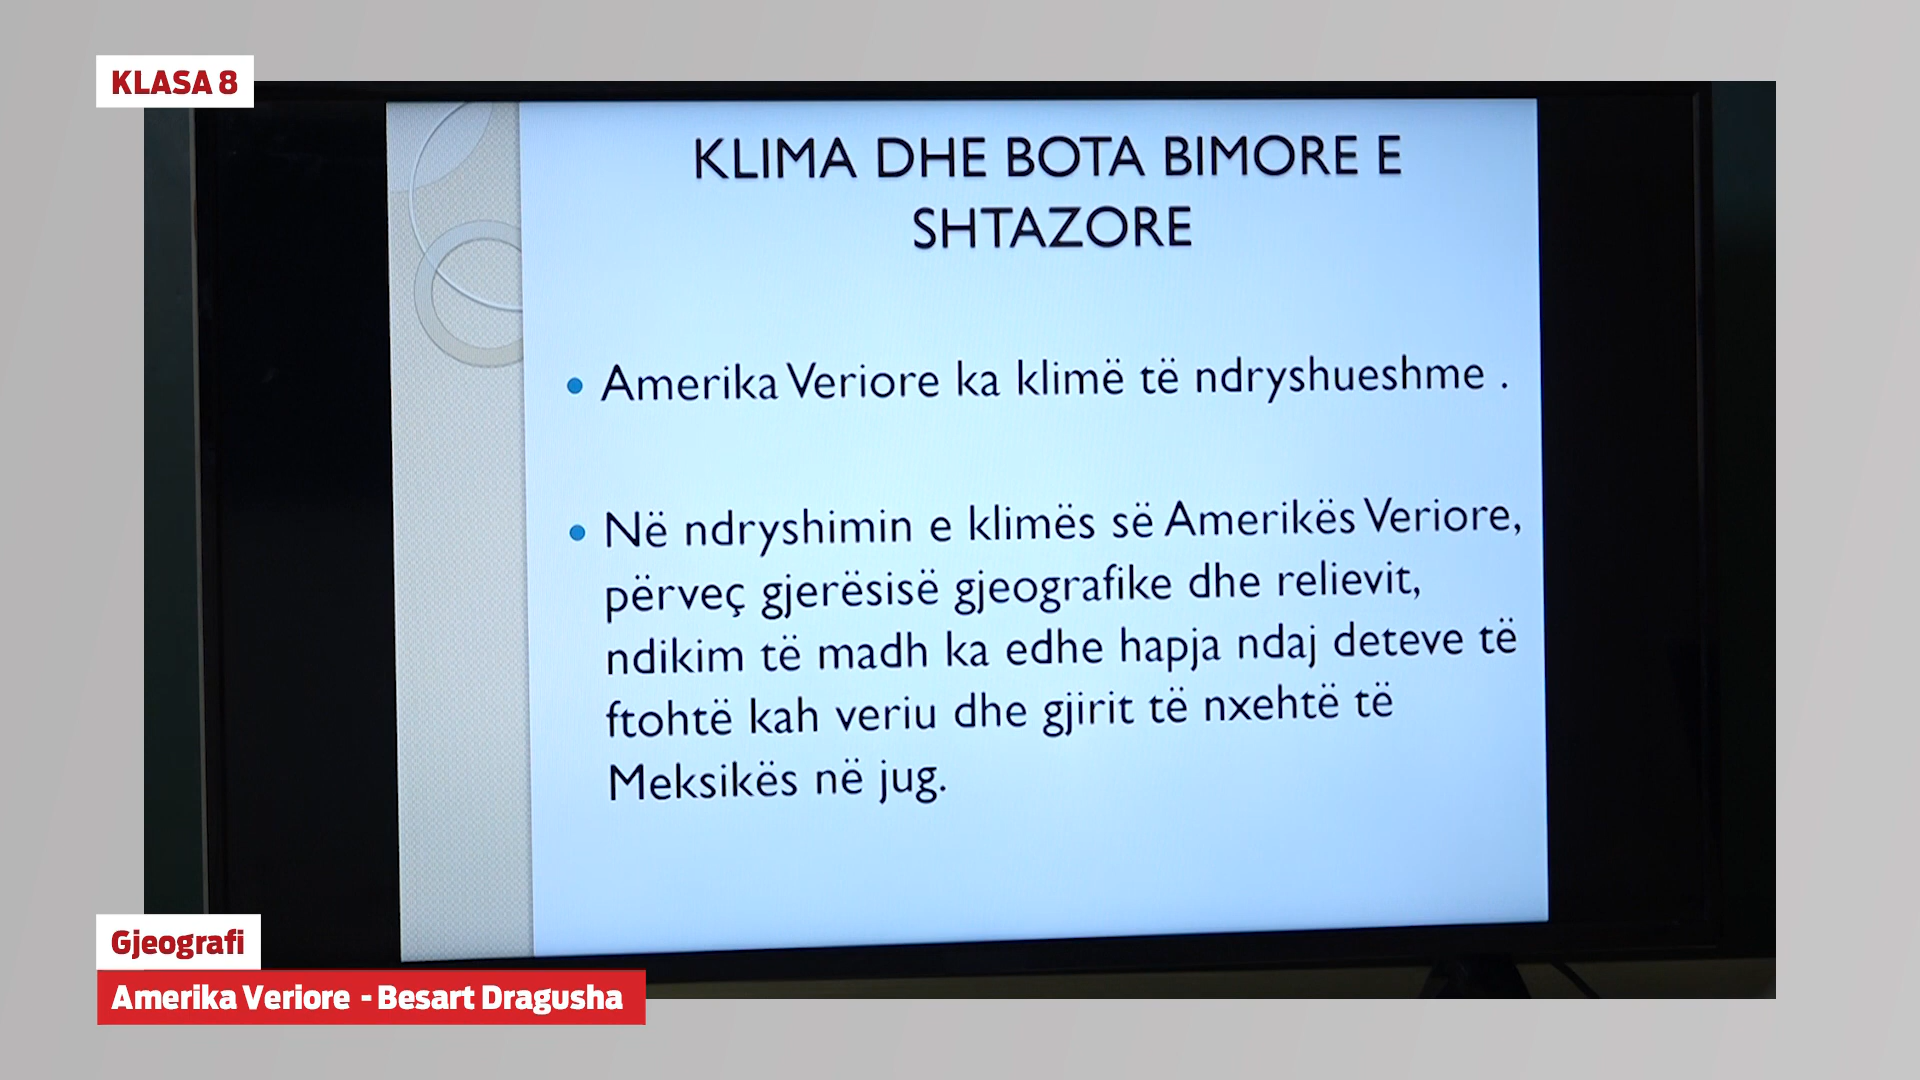 KLASA 8
KLIMA DHE BOTA BIMORE E
SHTAZORE
• Amerika Veriore ka klimë të ndryshueshme .
• Në ndryshimin e klimës së Amerikës Veriore,
përveç gjerësisë gjeografike dhe relievit,
ndikim të madh ka edhe hapja ndaj deteve të
ftohtë kah veriu dhe gjirit të nxehtë të
Meksikës në jug.
Gjeografi
Amerika Veriore - Besart Dragusha